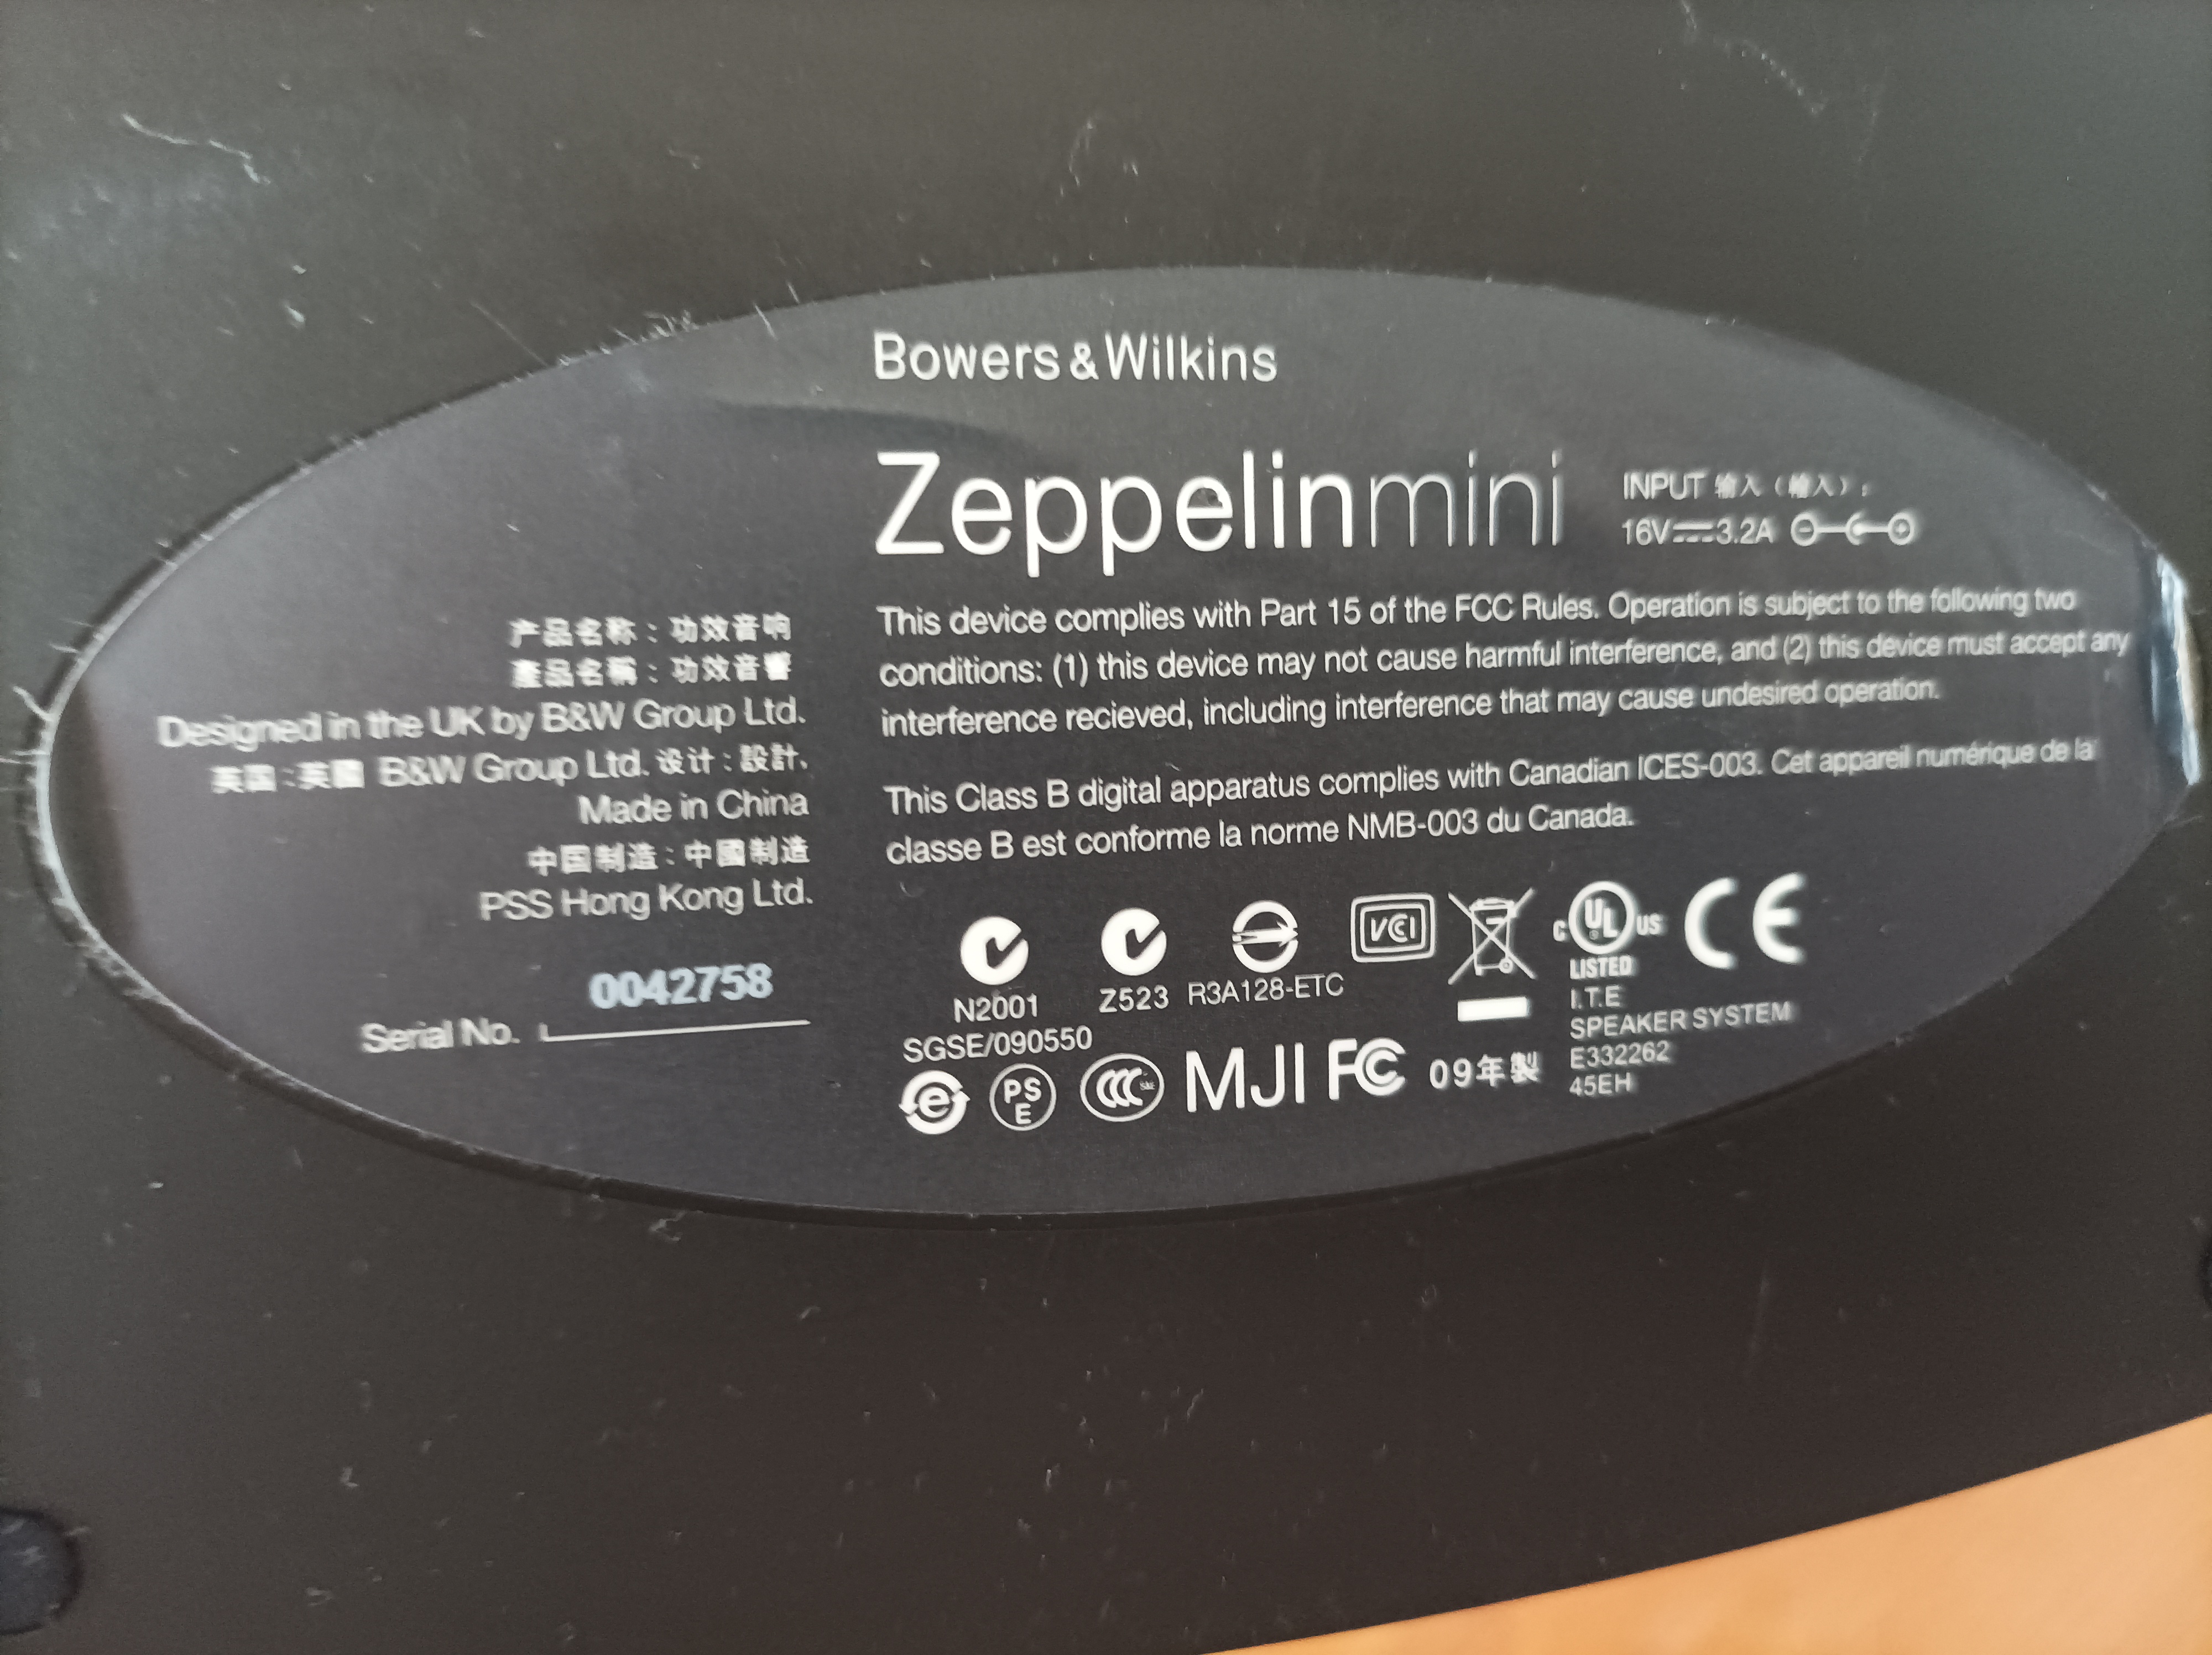 Bowers & Wilkins
Zeppelinmini
INPUT 输入（輸入）:
16V 3.2A
产品名称：功效音响
產品名稱：功效音響
Designed in the UK by B&W Group Ltd.
英国：英國 B&W Group Ltd. 设计：設計.
Made in China
中国制造：中國制造
PSS Hong Kong Ltd.
Serial No. 0042758
This device complies with Part 15 of the FCC Rules. Operation is subject to the following two
conditions: (1) this device may not cause harmful interference, and (2) this device must accept any
interference recieved, including interference that may cause undesired operation.
This Class B digital apparatus complies with Canadian ICES-003. Cet appareil numérique de la
classe B est conforme la norme NMB-003 du Canada.
N2001
Z523
R3A128-ETC
VCI
C UL US
LISTED
I.T.E
SPEAKER SYSTEM
E332262
45EH
CE
SGSE/090550
e
PS
E
CCC
MJI FC 09年製